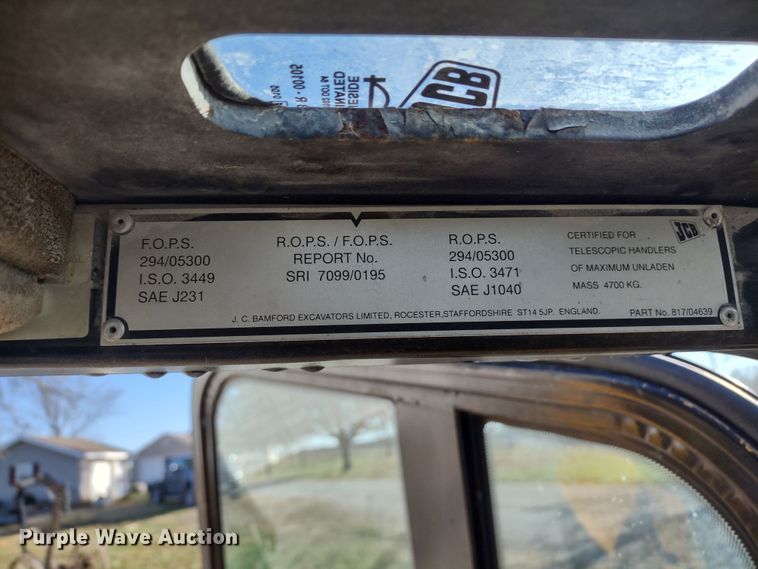 JCB
F.O.P.S.
294/05300
I.S.O. 3449
SAE J231
R.O.P.S. / F.O.P.S.
REPORT No.
SRI 7099/0195
R.O.P.S.
294/05300
I.S.O. 3471
SAE J1040
CERTIFIED FOR
TELESCOPIC HANDLERS
OF MAXIMUM UNLADEN
MASS 4700 KG.
JCB
J. C. BAMFORD EXCAVATORS LIMITED, ROCESTER,STAFFORDSHIRE ST14 5JP. ENGLAND.
PART No. 817/04639
Purple Wave Auction